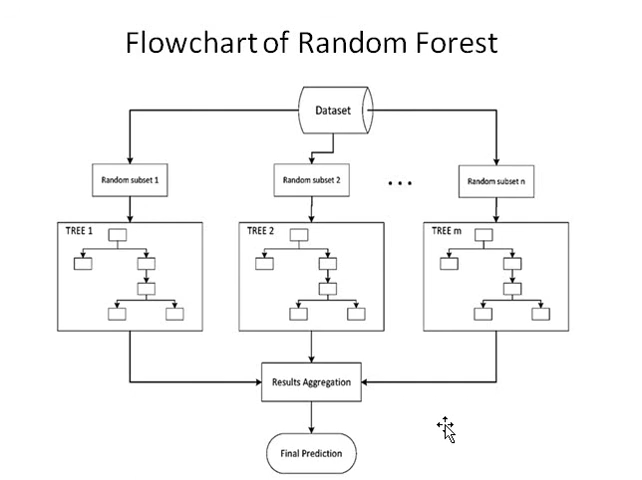 Flowchart of Random Forest
Dataset
Random subset 1
Random subset 2
...
Random subset n
TREE 1
TREE 2
TREE m
Results Aggregation
Final Prediction